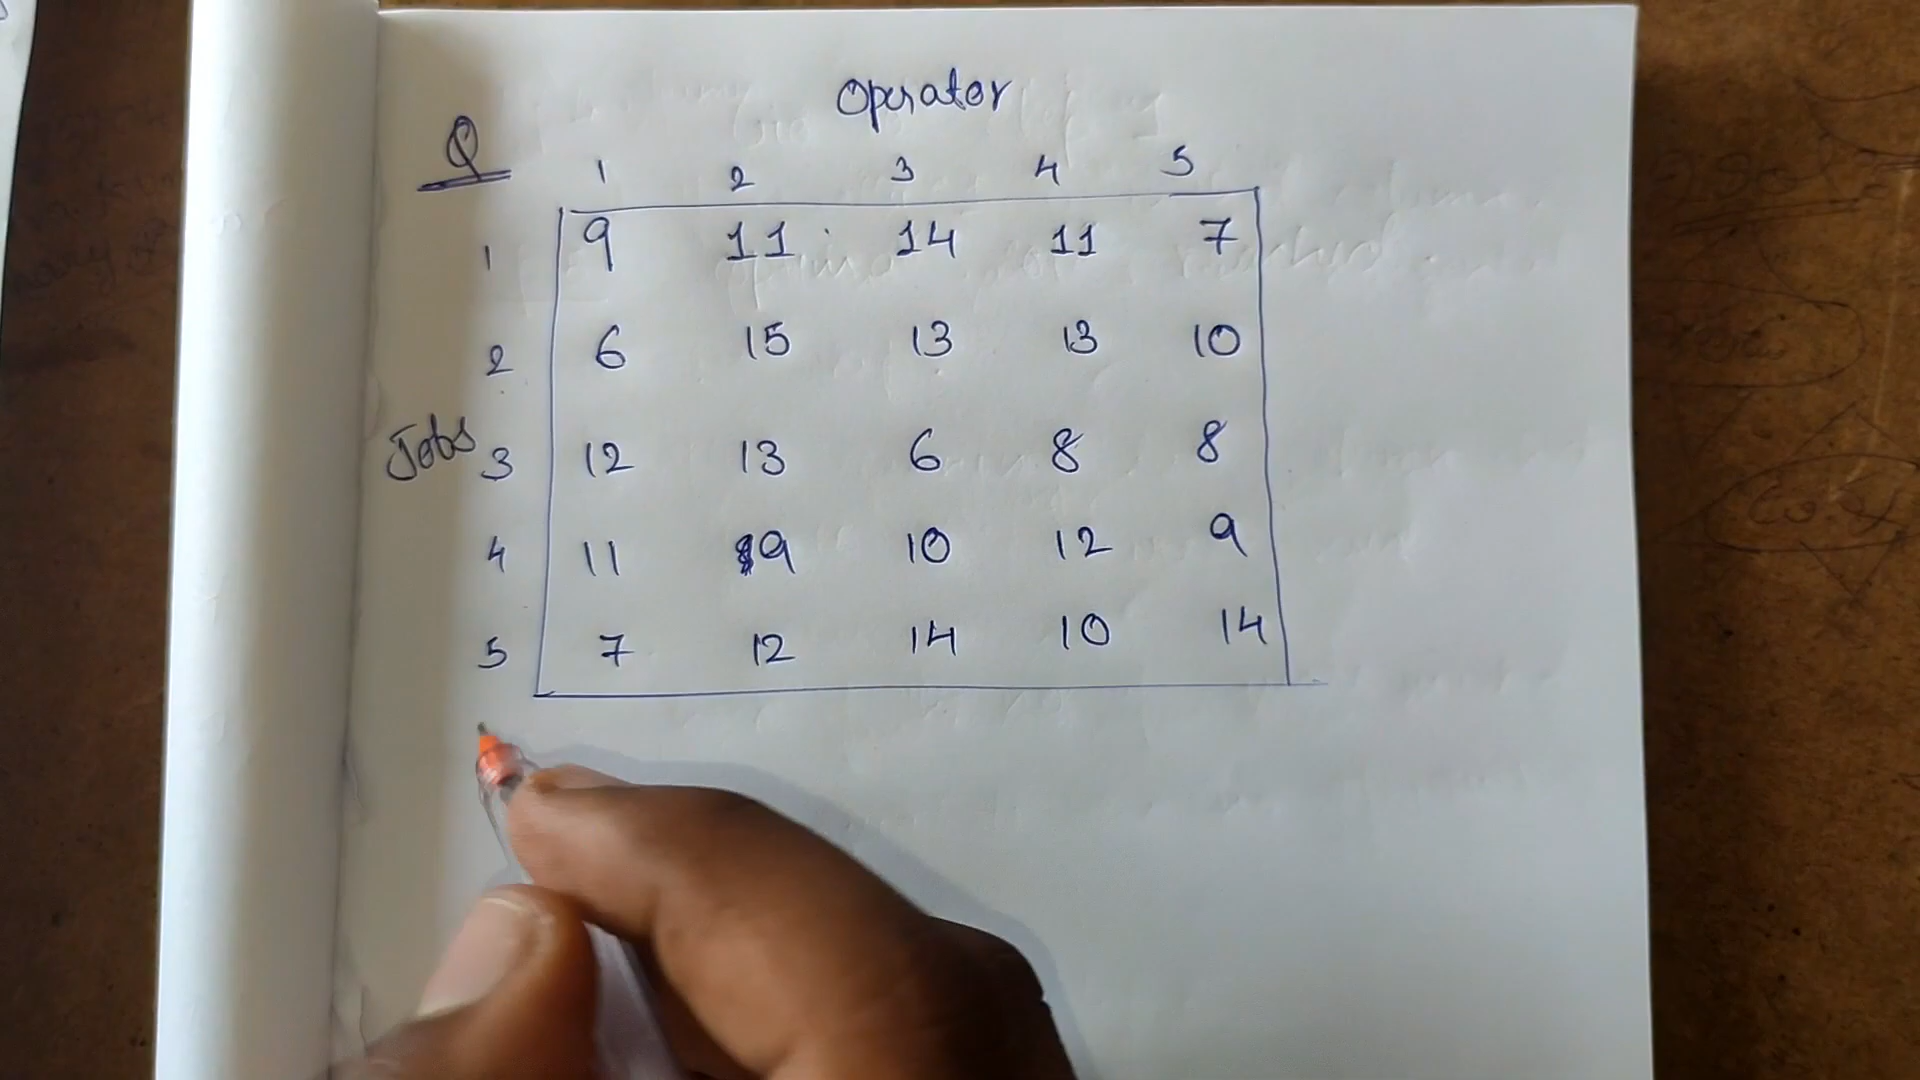 Operator
Q
1 2 3 4 5
1 9 11 14 11 7
2 6 15 13 13 10
Jobs 3 12 13 6 8 8
4 11 9 10 12 9
5 7 12 14 10 14